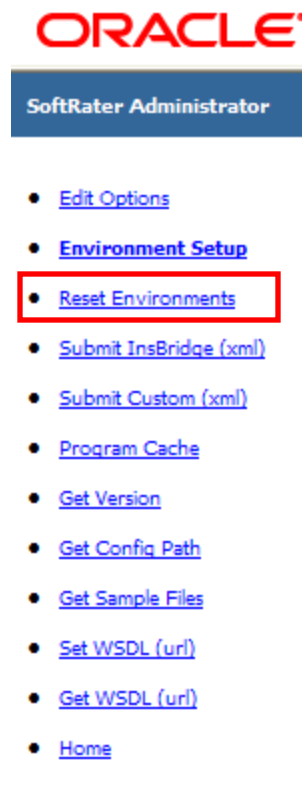 ORACLE
SoftRater Administrator
Edit Options
Environment Setup
Reset Environments
Submit InsBridge (xml)
Submit Custom (xml)
Program Cache
Get Version
Get Config Path
Get Sample Files
Set WSDL (url)
Get WSDL (url)
Home